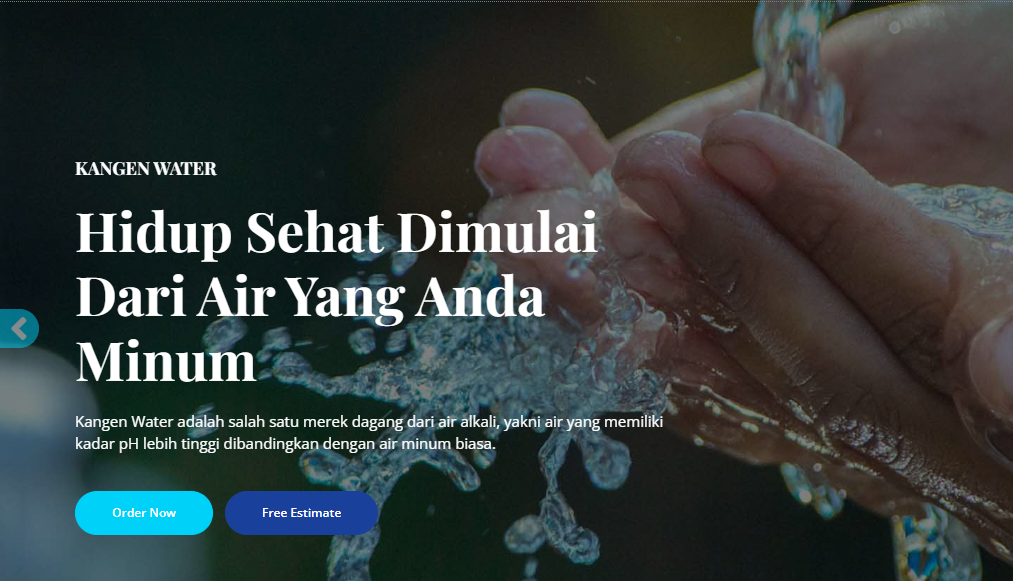 KANGEN WATER
Hidup Sehat Dimulai
Dari Air Yang Anda
Minum
Kangen Water adalah salah satu merek dagang dari air alkali, yakni air yang memiliki
kadar pH lebih tinggi dibandingkan dengan air minum biasa.
Order Now
Free Estimate